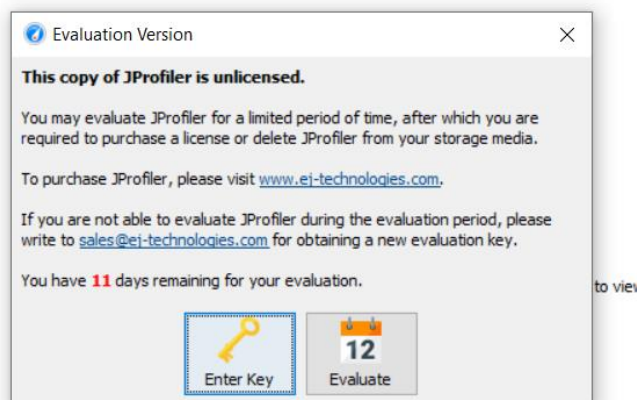 Evaluation Version
This copy of JProfiler is unlicensed.
You may evaluate JProfiler for a limited period of time, after which you are
required to purchase a license or delete JProfiler from your storage media.
To purchase JProfiler, please visit www.ej-technologies.com.
If you are not able to evaluate JProfiler during the evaluation period, please
write to sales@ej-technologies.com for obtaining a new evaluation key.
You have 11 days remaining for your evaluation.
to view
12
Enter Key Evaluate